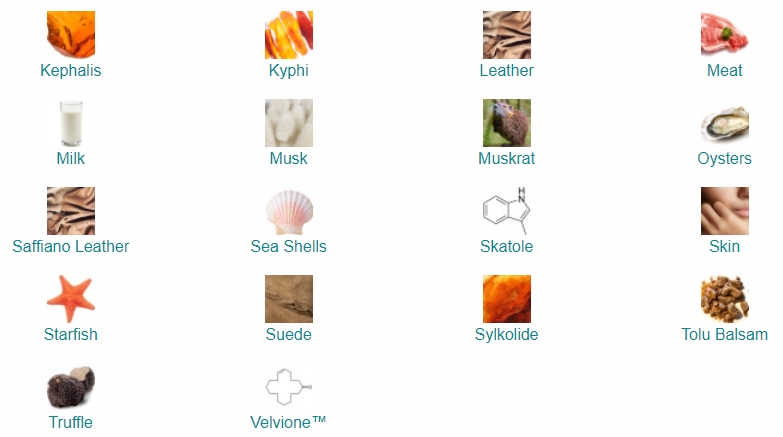 Kephalis
Kyphi
Leather
Meat
Milk
Musk
Muskrat
Oysters
Saffiano Leather
Sea Shells
H
N
Skatole
Skin
Starfish
Suede
Sylkolide
Tolu Balsam
Truffle
Velvione™